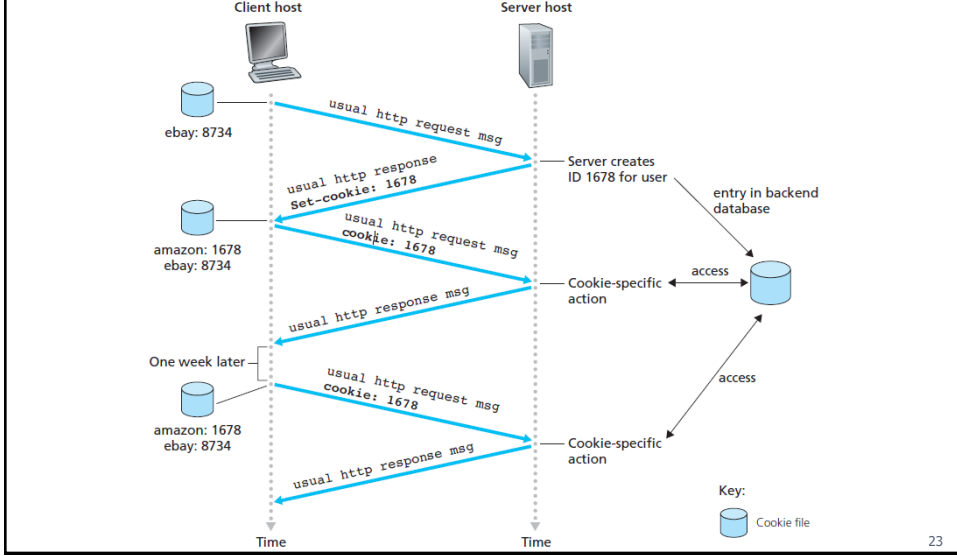 Client host
Server host
usual http request msg
ebay: 8734
Server creates
ID 1678 for user
usual http response
Set-cookie: 1678
entry in backend
database
usual http request msg
cookie: 1678
amazon: 1678
ebay: 8734
access
Cookie-specific
action
usual http response msg
One week later
usual http request msg
cookie: 1678
access
amazon: 1678
ebay: 8734
Cookie-specific
action
usual http response msg
Key:
Cookie file
Time
Time
23